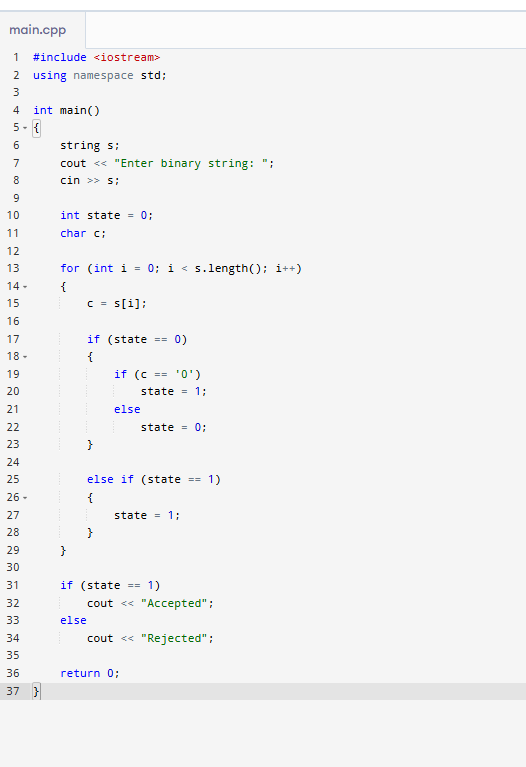 main.cpp
1 #include <iostream>
2 using namespace std;
3
4 int main()
5 {
6     string s;
7     cout << "Enter binary string: ";
8     cin >> s;
9
10     int state = 0;
11     char c;
12
13     for (int i = 0; i < s.length(); i++)
14     {
15         c = s[i];
16
17         if (state == 0)
18         {
19             if (c == '0')
20                 state = 1;
21             else
22                 state = 0;
23         }
24
25         else if (state == 1)
26         {
27             state = 1;
28         }
29     }
30
31     if (state == 1)
32         cout << "Accepted";
33     else
34         cout << "Rejected";
35
36     return 0;
37 }